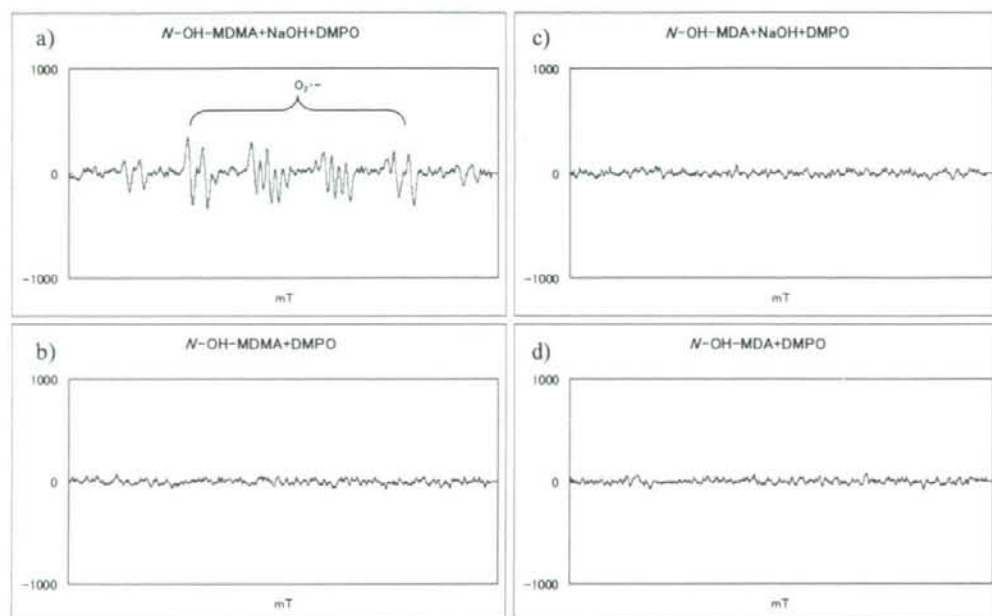 a)
N-OH-MDMA+NaOH+DMPO
1000
O₂·−
0
-1000
mT
c)
N-OH-MDA+NaOH+DMPO
1000
0
-1000
mT
b)
N-OH-MDMA+DMPO
1000
0
-1000
mT
d)
N-OH-MDA+DMPO
1000
0
-1000
mT